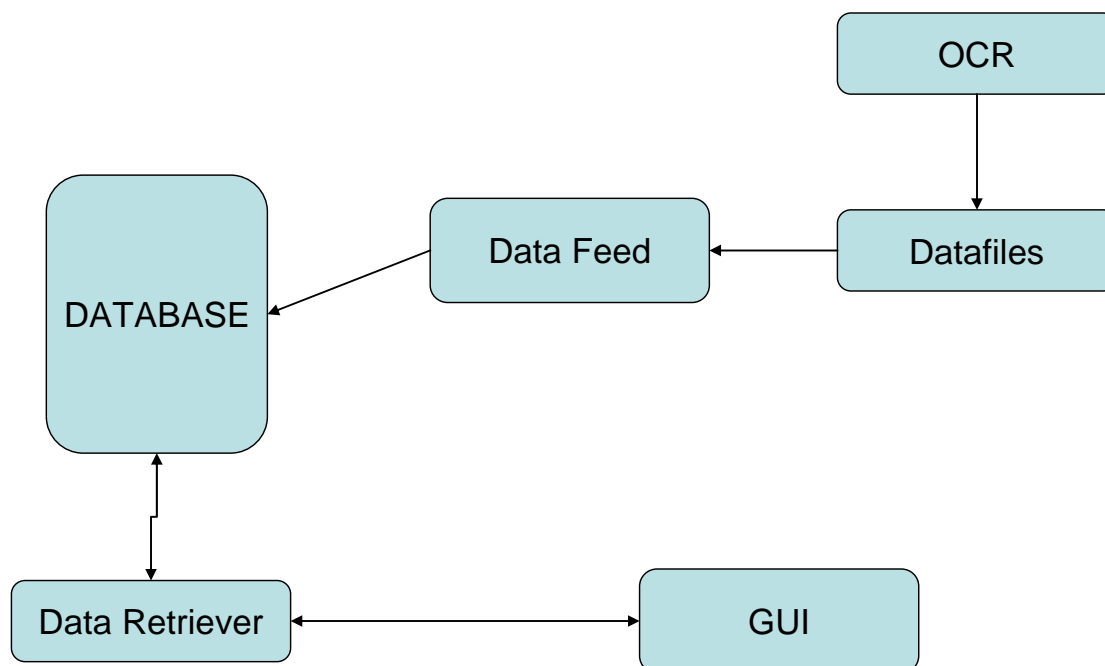 OCR
Data Feed
Datafiles
DATABASE
Data Retriever
GUI